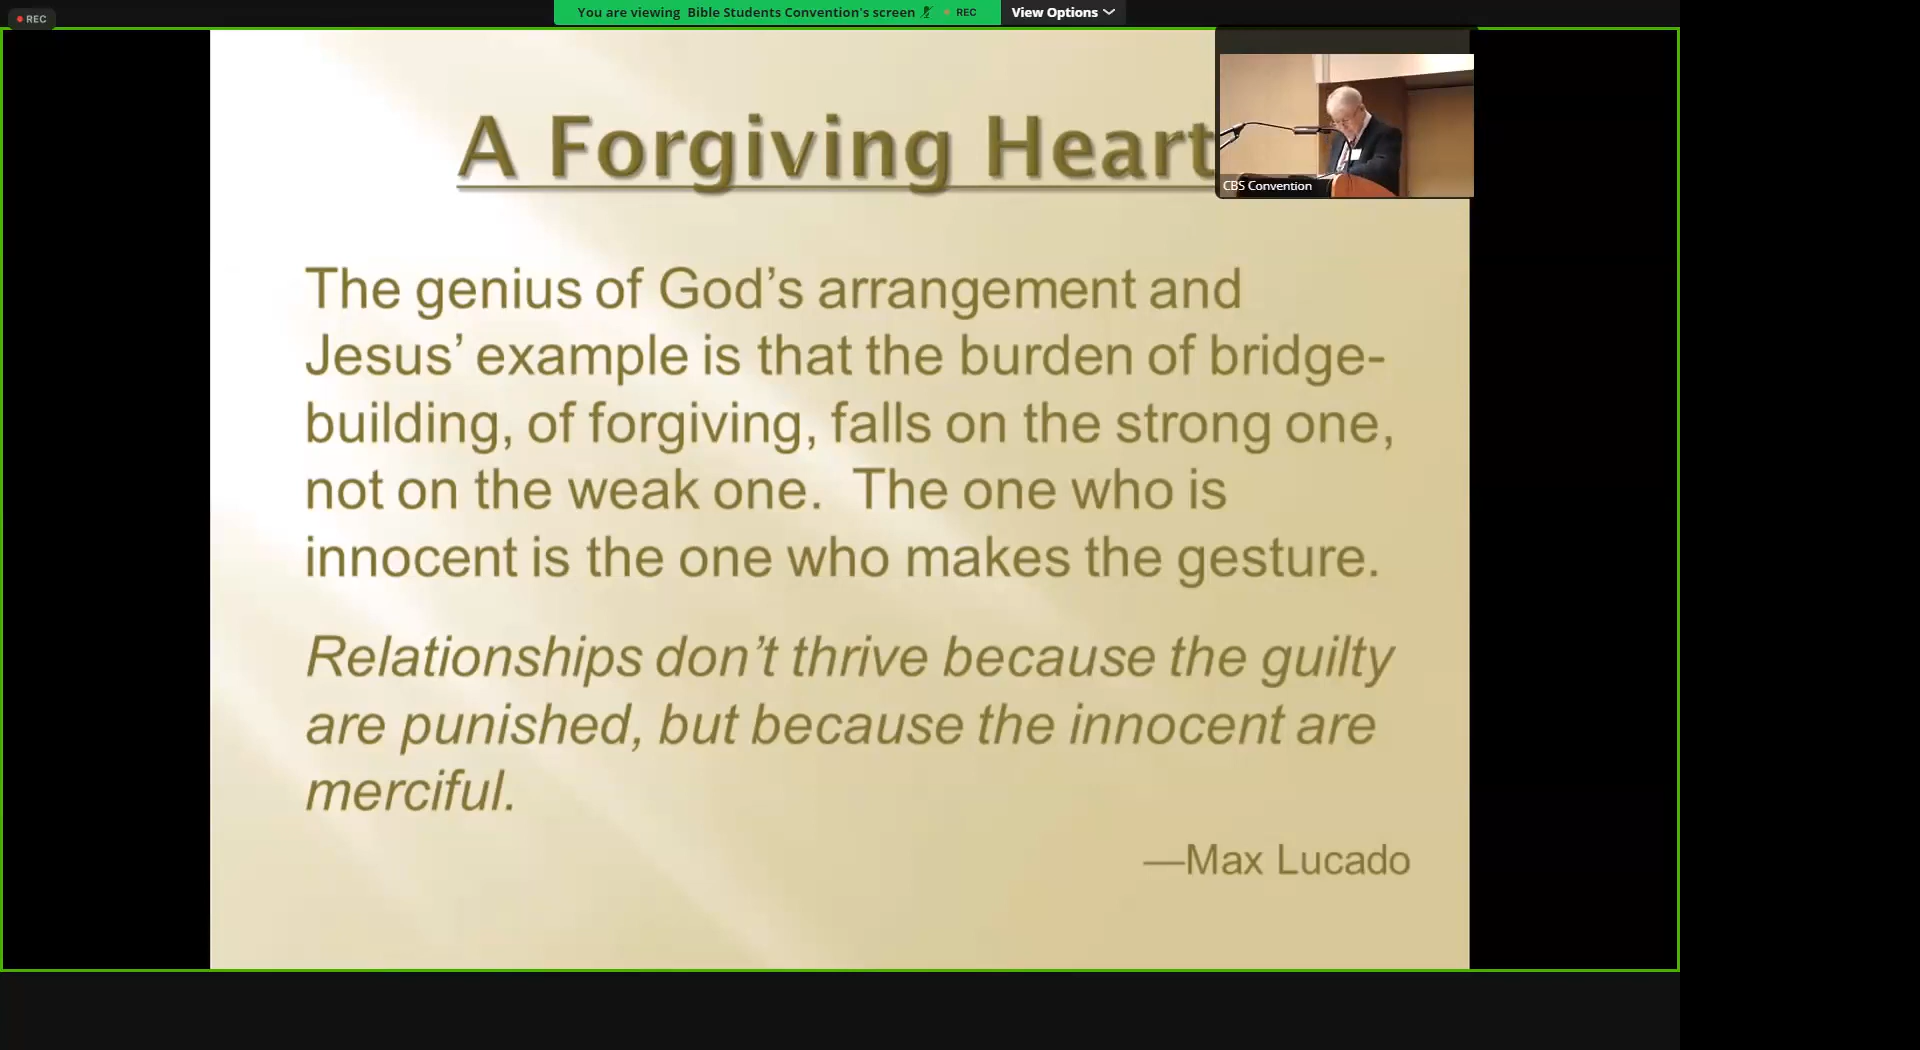 REC
You are viewing Bible Students Convention's screen
REC
View Options
CBS Convention
A Forgiving Heart
The genius of God’s arrangement and
Jesus’ example is that the burden of bridge-
building, of forgiving, falls on the strong one,
not on the weak one.  The one who is
innocent is the one who makes the gesture.
Relationships don’t thrive because the guilty
are punished, but because the innocent are
merciful.
—Max Lucado